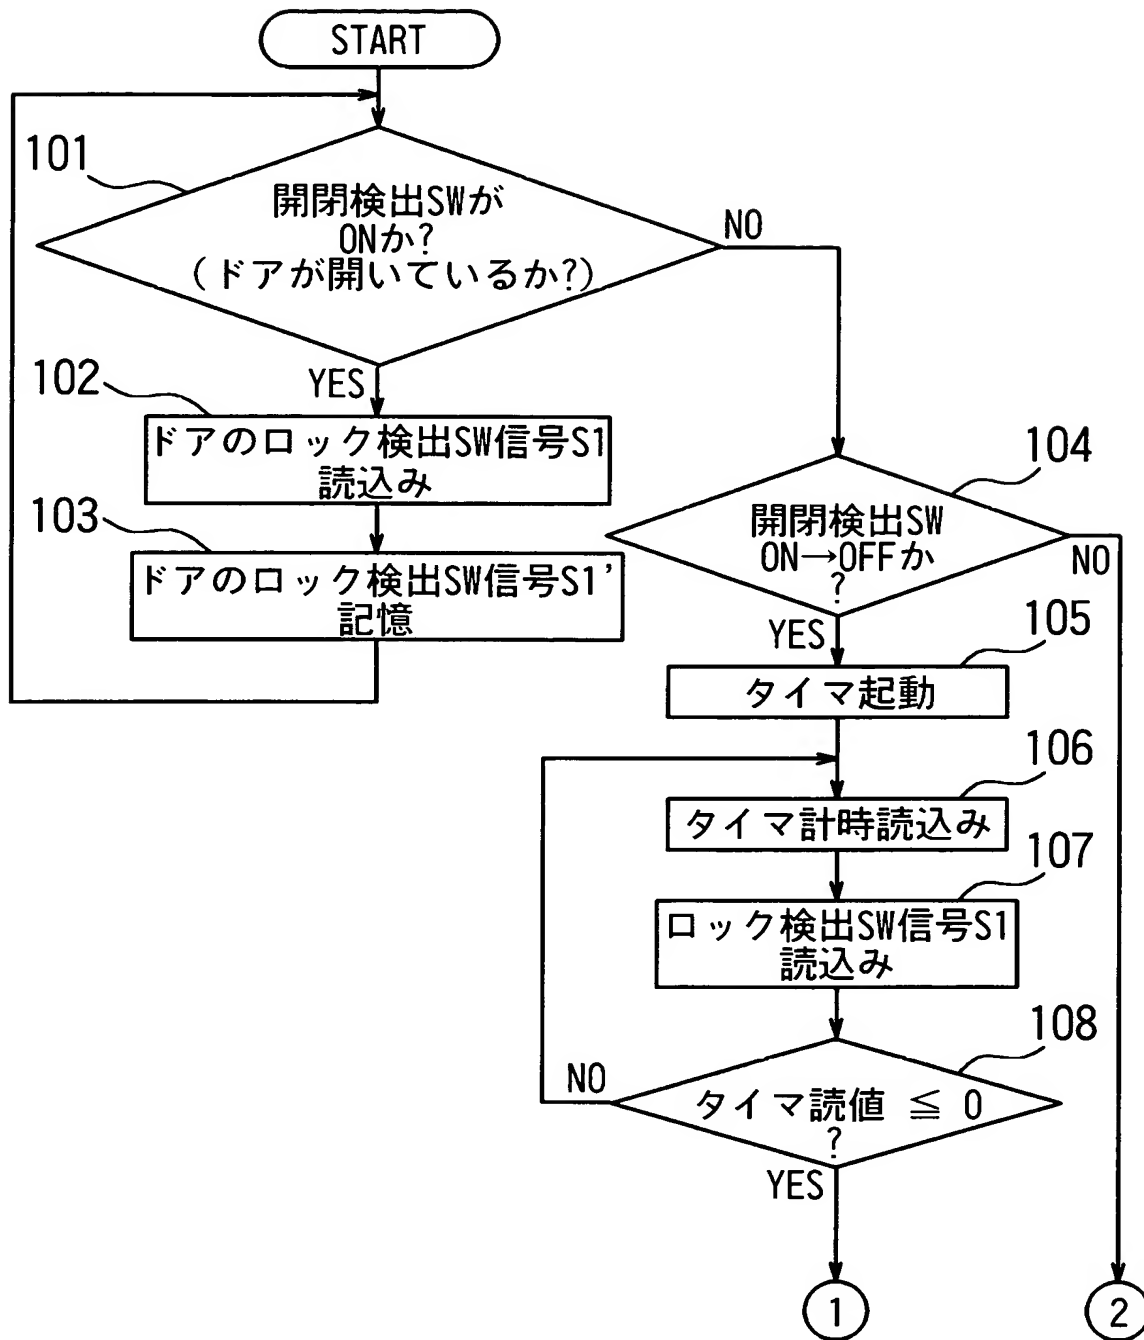 START
101
開閉検出SWが
ONか?
(ドアが開いているか?)
NO
YES
102
ドアのロック検出SW信号S1
読込み
103
ドアのロック検出SW信号S1'
記憶
104
開閉検出SW
ON→OFFか
?
NO
YES
105
タイマ起動
106
タイマ計時読込み
107
ロック検出SW信号S1
読込み
108
タイマ読値 ≦ 0
?
NO
YES
1
2